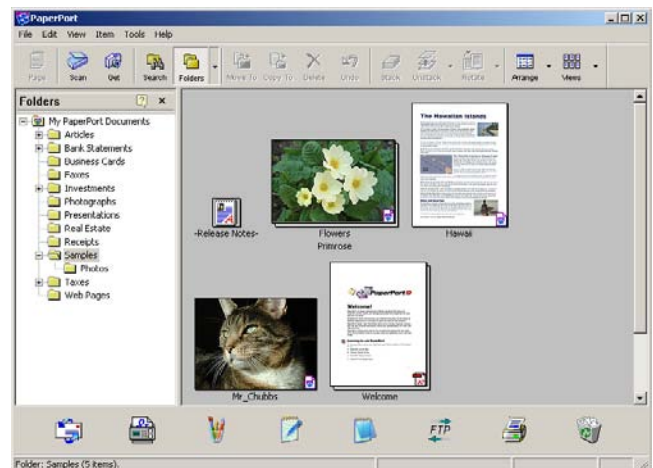 PaperPort
File Edit View Item Tools Help
Page Scan Get Search Folders Move To Copy To Delete Undo Stack Unstack Rotate Arrange Views
Folders
My PaperPort Documents
Articles
Bank Statements
Business Cards
Faxes
Investments
Photographs
Presentations
Real Estate
Receipts
Samples
Photos
Taxes
Web Pages
The Hawaiian Islands
-Release Notes-
Flowers
Primrose
Hawaii
PaperPort
Welcome!
Mr_Chubbs
Welcome
FTP
Folder: Samples (5 items).